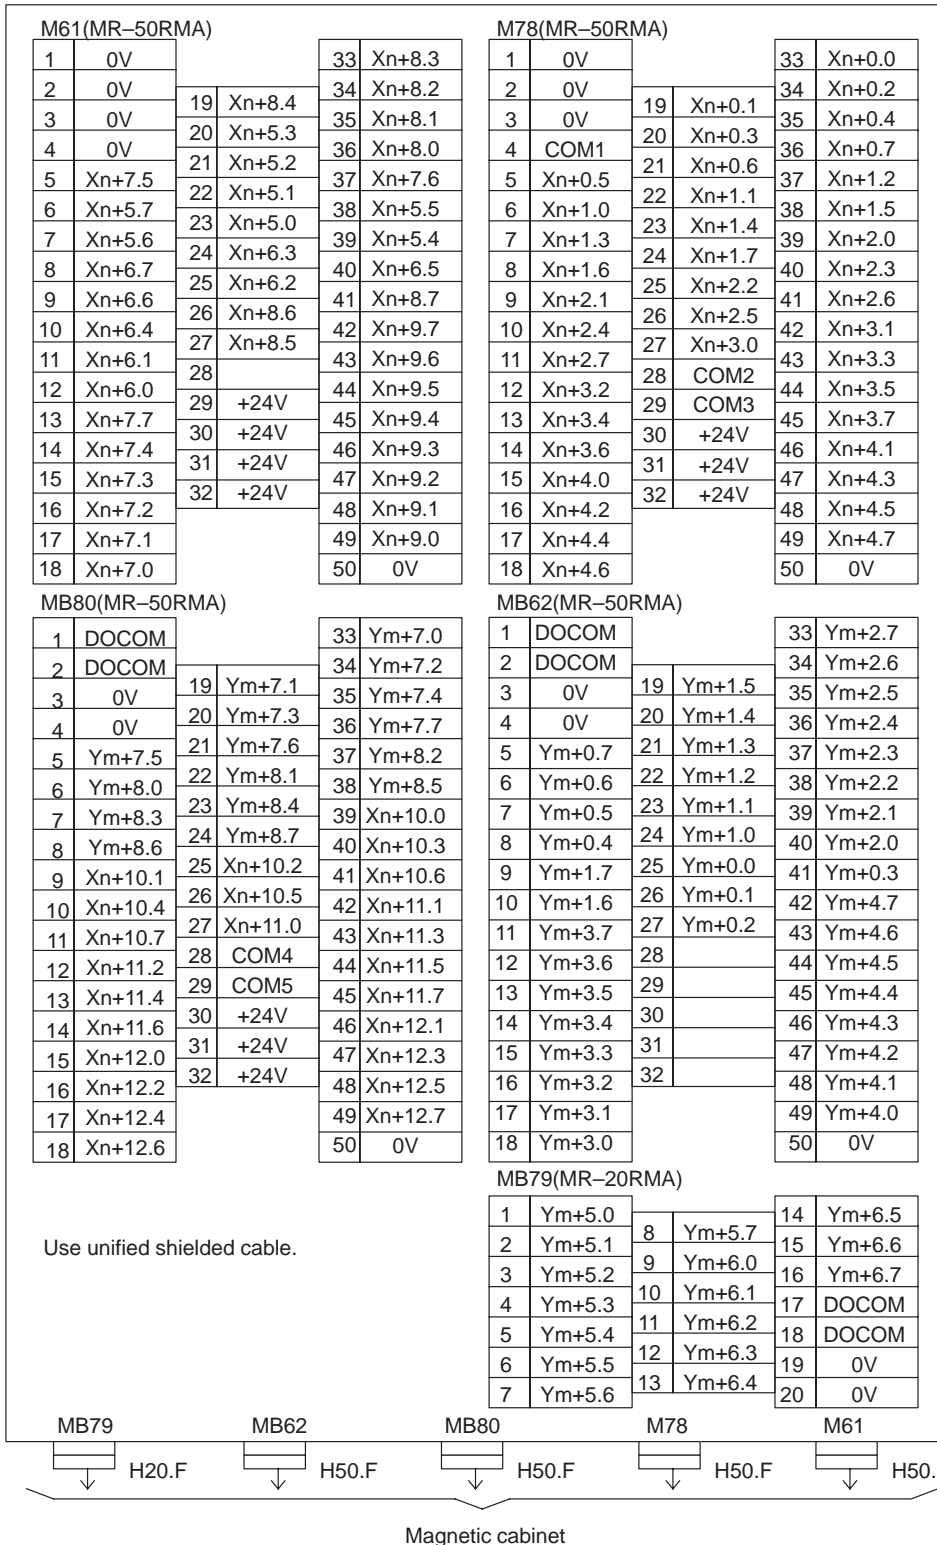 M61(MR–50RMA)
1 0V
2 0V
3 0V
4 0V
5 Xn+7.5
6 Xn+5.7
7 Xn+5.6
8 Xn+6.7
9 Xn+6.6
10 Xn+6.4
11 Xn+6.1
12 Xn+6.0
13 Xn+7.7
14 Xn+7.4
15 Xn+7.3
16 Xn+7.2
17 Xn+7.1
18 Xn+7.0
19 Xn+8.4
20 Xn+5.3
21 Xn+5.2
22 Xn+5.1
23 Xn+5.0
24 Xn+6.3
25 Xn+6.2
26 Xn+8.6
27 Xn+8.5
28
29 +24V
30 +24V
31 +24V
32 +24V
33 Xn+8.3
34 Xn+8.2
35 Xn+8.1
36 Xn+8.0
37 Xn+7.6
38 Xn+5.5
39 Xn+5.4
40 Xn+6.5
41 Xn+8.7
42 Xn+9.7
43 Xn+9.6
44 Xn+9.5
45 Xn+9.4
46 Xn+9.3
47 Xn+9.2
48 Xn+9.1
49 Xn+9.0
50 0V
M78(MR–50RMA)
1 0V
2 0V
3 0V
4 COM1
5 Xn+0.5
6 Xn+1.0
7 Xn+1.3
8 Xn+1.6
9 Xn+2.1
10 Xn+2.4
11 Xn+2.7
12 Xn+3.2
13 Xn+3.4
14 Xn+3.6
15 Xn+4.0
16 Xn+4.2
17 Xn+4.4
18 Xn+4.6
19 Xn+0.1
20 Xn+0.3
21 Xn+0.6
22 Xn+1.1
23 Xn+1.4
24 Xn+1.7
25 Xn+2.2
26 Xn+2.5
27 Xn+3.0
28 COM2
29 COM3
30 +24V
31 +24V
32 +24V
33 Xn+0.0
34 Xn+0.2
35 Xn+0.4
36 Xn+0.7
37 Xn+1.2
38 Xn+1.5
39 Xn+2.0
40 Xn+2.3
41 Xn+2.6
42 Xn+3.1
43 Xn+3.3
44 Xn+3.5
45 Xn+3.7
46 Xn+4.1
47 Xn+4.3
48 Xn+4.5
49 Xn+4.7
50 0V
MB80(MR–50RMA)
1 DOCOM
2 DOCOM
3 0V
4 0V
5 Ym+7.5
6 Ym+8.0
7 Ym+8.3
8 Ym+8.6
9 Xn+10.1
10 Xn+10.4
11 Xn+10.7
12 Xn+11.2
13 Xn+11.4
14 Xn+11.6
15 Xn+12.0
16 Xn+12.2
17 Xn+12.4
18 Xn+12.6
19 Ym+7.1
20 Ym+7.3
21 Ym+7.6
22 Ym+8.1
23 Ym+8.4
24 Ym+8.7
25 Xn+10.2
26 Xn+10.5
27 Xn+11.0
28 COM4
29 COM5
30 +24V
31 +24V
32 +24V
33 Ym+7.0
34 Ym+7.2
35 Ym+7.4
36 Ym+7.7
37 Ym+8.2
38 Ym+8.5
39 Xn+10.0
40 Xn+10.3
41 Xn+10.6
42 Xn+11.1
43 Xn+11.3
44 Xn+11.5
45 Xn+11.7
46 Xn+12.1
47 Xn+12.3
48 Xn+12.5
49 Xn+12.7
50 0V
MB62(MR–50RMA)
1 DOCOM
2 DOCOM
3 0V
4 0V
5 Ym+0.7
6 Ym+0.6
7 Ym+0.5
8 Ym+0.4
9 Ym+1.7
10 Ym+1.6
11 Ym+3.7
12 Ym+3.6
13 Ym+3.5
14 Ym+3.4
15 Ym+3.3
16 Ym+3.2
17 Ym+3.1
18 Ym+3.0
19 Ym+1.5
20 Ym+1.4
21 Ym+1.3
22 Ym+1.2
23 Ym+1.1
24 Ym+1.0
25 Ym+0.0
26 Ym+0.1
27 Ym+0.2
28
29
30
31
32
33 Ym+2.7
34 Ym+2.6
35 Ym+2.5
36 Ym+2.4
37 Ym+2.3
38 Ym+2.2
39 Ym+2.1
40 Ym+2.0
41 Ym+0.3
42 Ym+4.7
43 Ym+4.6
44 Ym+4.5
45 Ym+4.4
46 Ym+4.3
47 Ym+4.2
48 Ym+4.1
49 Ym+4.0
50 0V
MB79(MR–20RMA)
1 Ym+5.0
2 Ym+5.1
3 Ym+5.2
4 Ym+5.3
5 Ym+5.4
6 Ym+5.5
7 Ym+5.6
8 Ym+5.7
9 Ym+6.0
10 Ym+6.1
11 Ym+6.2
12 Ym+6.3
13 Ym+6.4
14 Ym+6.5
15 Ym+6.6
16 Ym+6.7
17 DOCOM
18 DOCOM
19 0V
20 0V
Use unified shielded cable.
MB79 MB62 MB80 M78 M61
H20.F H50.F H50.F H50.F H50.
Magnetic cabinet